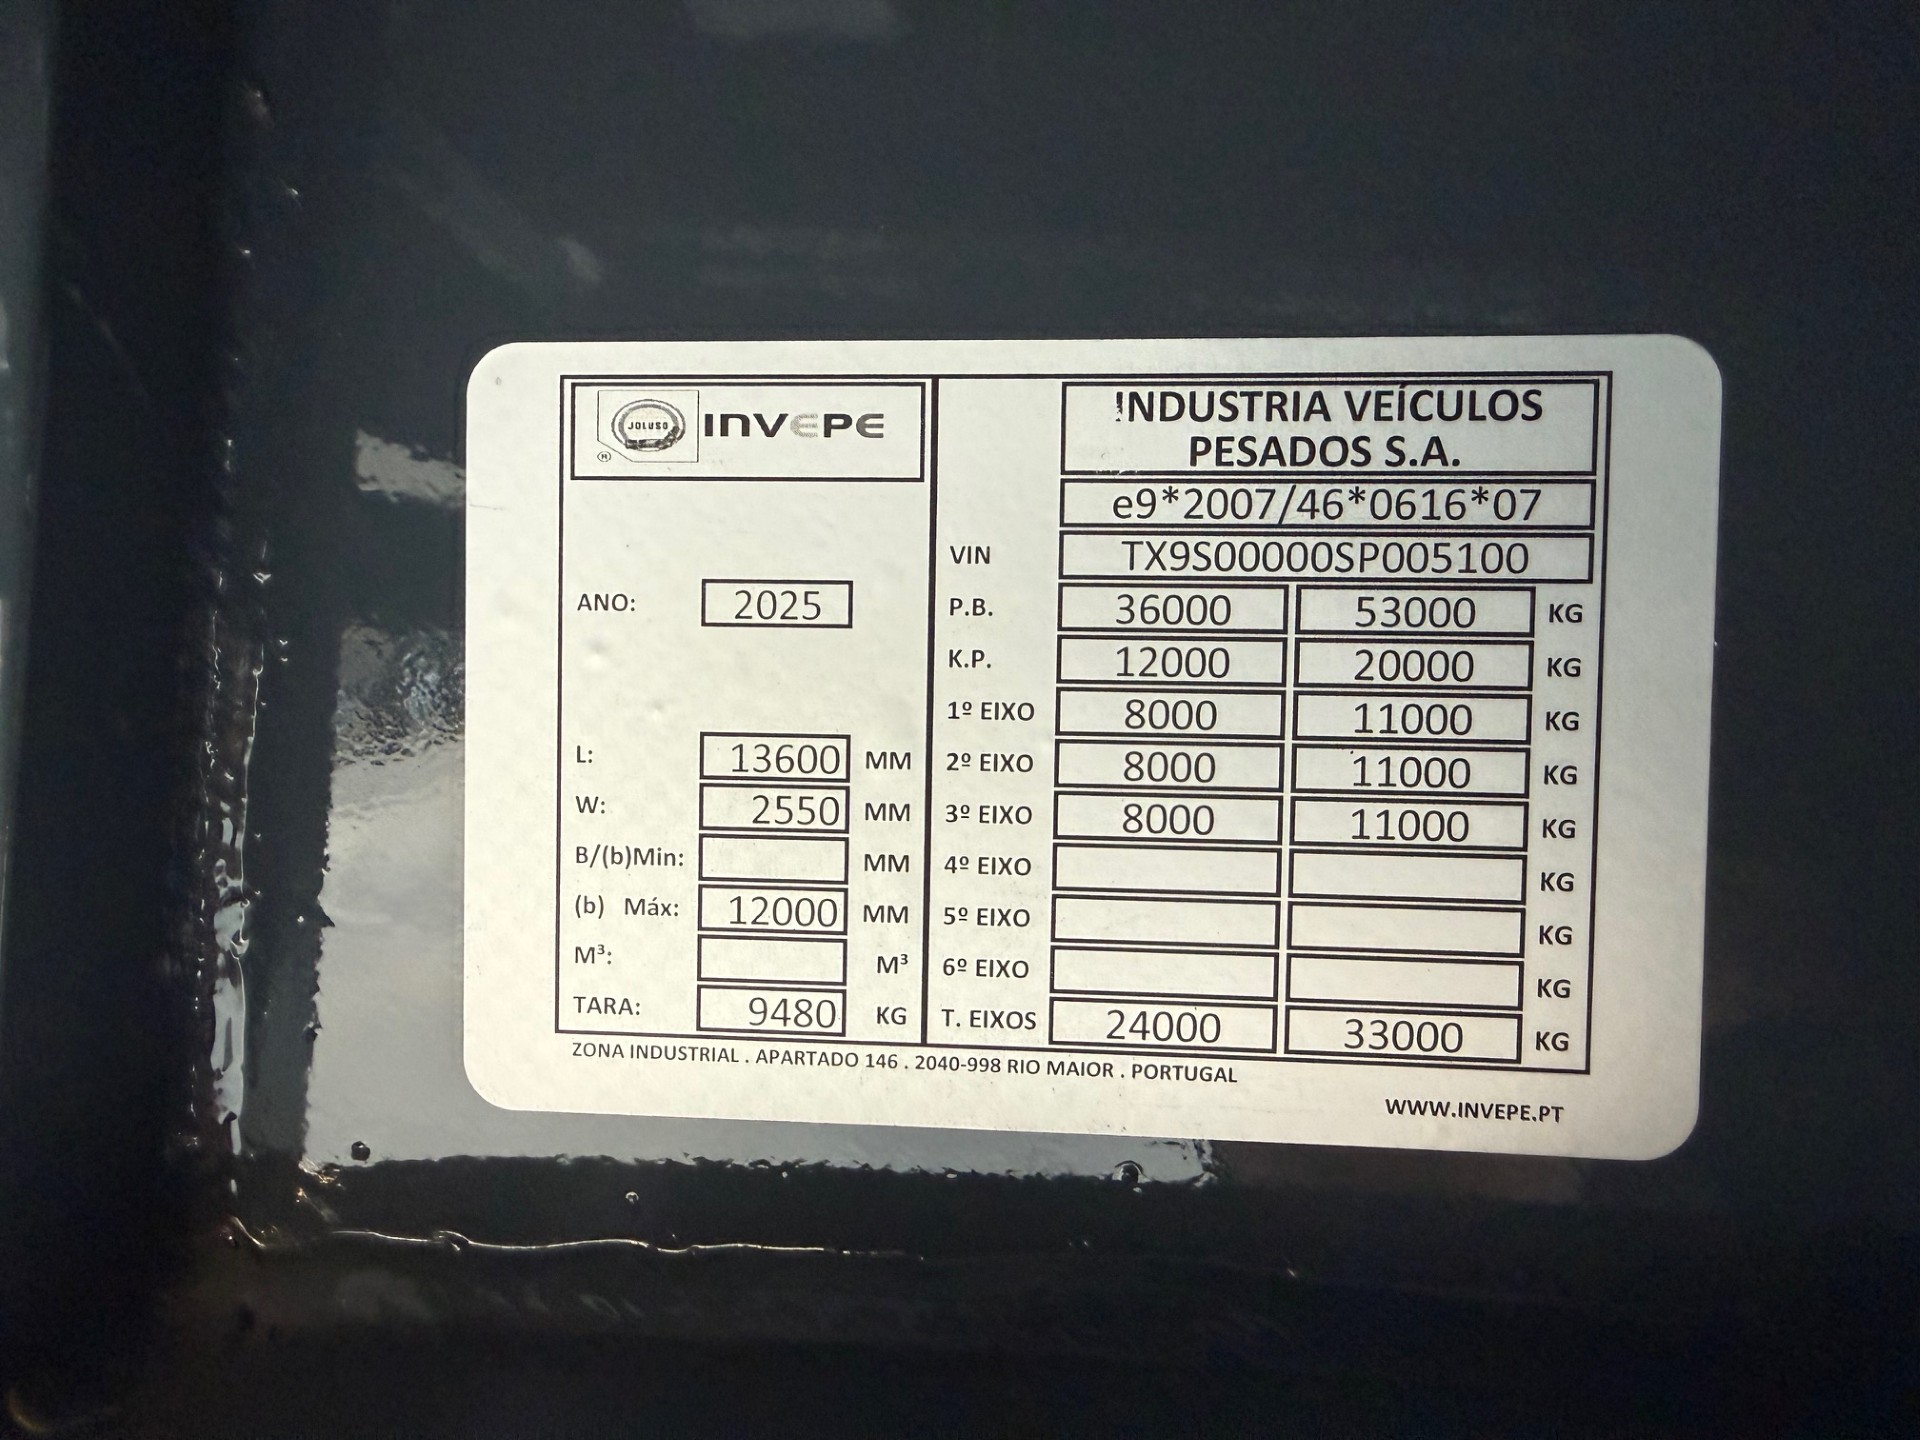 JOLUSO
®
INVEPE
INDUSTRIA VEÍCULOS
PESADOS S.A.
e9*2007/46*0616*07
VIN TX9S00000SP005100
ANO: 2025
P.B. 36000 53000 KG
K.P. 12000 20000 KG
1º EIXO 8000 11000 KG
L: 13600 MM
2º EIXO 8000 11000 KG
W: 2550 MM
3º EIXO 8000 11000 KG
B/(b)Min: MM
4º EIXO KG
(b) Máx: 12000 MM
5º EIXO KG
M³: M³
6º EIXO KG
TARA: 9480 KG
T. EIXOS 24000 33000 KG
ZONA INDUSTRIAL . APARTADO 146 . 2040-998 RIO MAIOR . PORTUGAL
WWW.INVEPE.PT